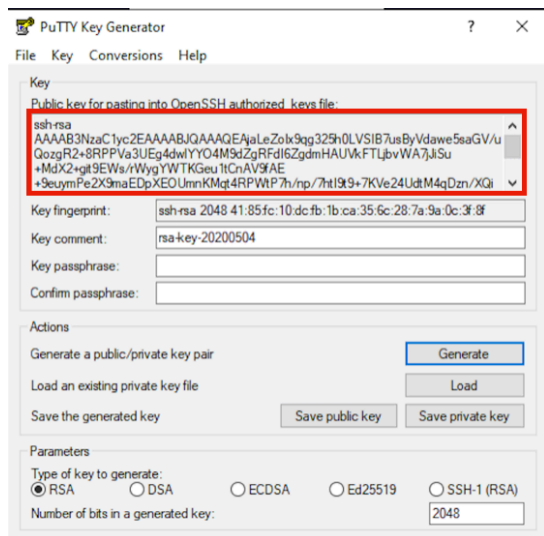 PuTTY Key Generator ? ×
File Key Conversions Help
Key
Public key for pasting into OpenSSH authorized_keys file:
ssh-rsa
AAAAB3NzaC1yc2EAAAABJQAAAQEAjaLeZolx9qg325h0LVSIB7usByVdawe5saGV/u
QozgR2+8RPPVa3UEg4dwIYYO4M9dZgRFdI6ZgdmHAUVkFTLjbvWA7JiSu
+MdX2+git9EWs/rWygYWTKGeu1tCnAV9fAE
+9euymPe2X9maEDpXEOUmnKMqt4RPWtP7h/np/7htI9t9+7KVe24UdtM4qDzn/XQi
Key fingerprint: ssh-rsa 2048 41:85:fc:10:dc:fb:1b:ca:35:6c:28:7a:9a:0c:3f:8f
Key comment: rsa-key-20200504
Key passphrase:
Confirm passphrase:
Actions
Generate a public/private key pair Generate
Load an existing private key file Load
Save the generated key Save public key Save private key
Parameters
Type of key to generate:
RSA DSA ECDSA Ed25519 SSH-1 (RSA)
Number of bits in a generated key: 2048